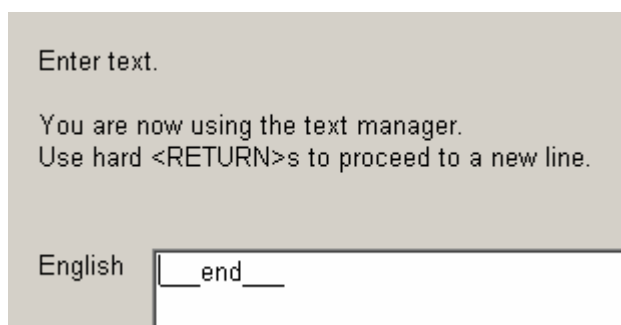 Enter text.
You are now using the text manager.
Use hard <RETURN>s to proceed to a new line.
English
___end___